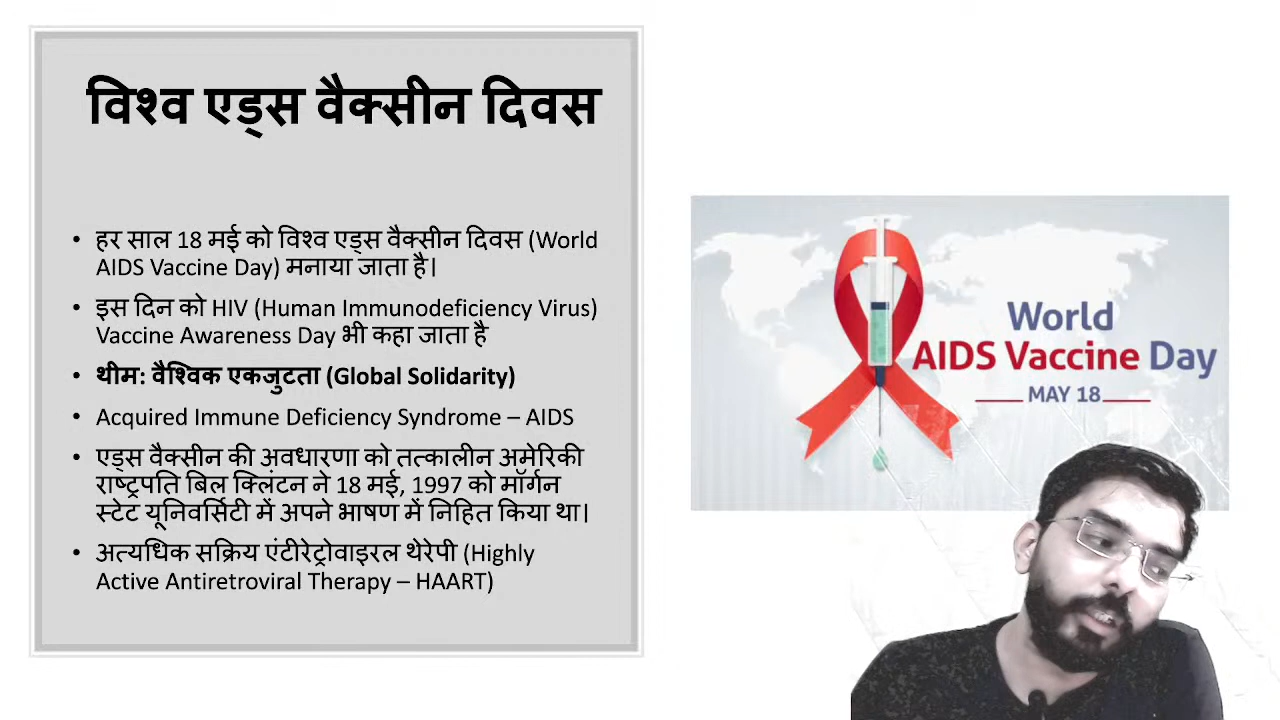 विश्व एड्स वैक्सीन दिवस
• हर साल 18 मई को विश्व एड्स वैक्सीन दिवस (World
AIDS Vaccine Day) मनाया जाता है।
• इस दिन को HIV (Human Immunodeficiency Virus)
Vaccine Awareness Day भी कहा जाता है
• थीम: वैश्विक एकजुटता (Global Solidarity)
• Acquired Immune Deficiency Syndrome – AIDS
• एड्स वैक्सीन की अवधारणा को तत्कालीन अमेरिकी
राष्ट्रपति बिल क्लिंटन ने 18 मई, 1997 को मॉर्गन
स्टेट यूनिवर्सिटी में अपने भाषण में निहित किया था।
• अत्यधिक सक्रिय एंटीरेट्रोवाइरल थेरेपी (Highly
Active Antiretroviral Therapy – HAART)
World
AIDS Vaccine Day
MAY 18